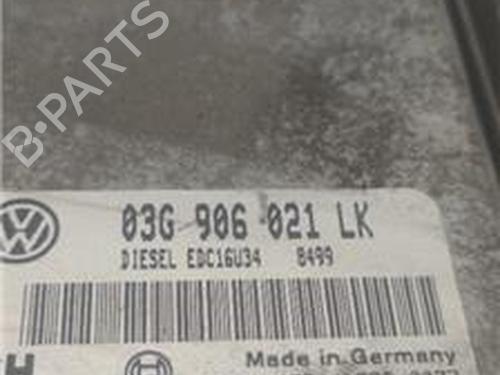 B-PARTS
03G 906 021 LK
DIESEL EDC16U34 8499
Made in Germany